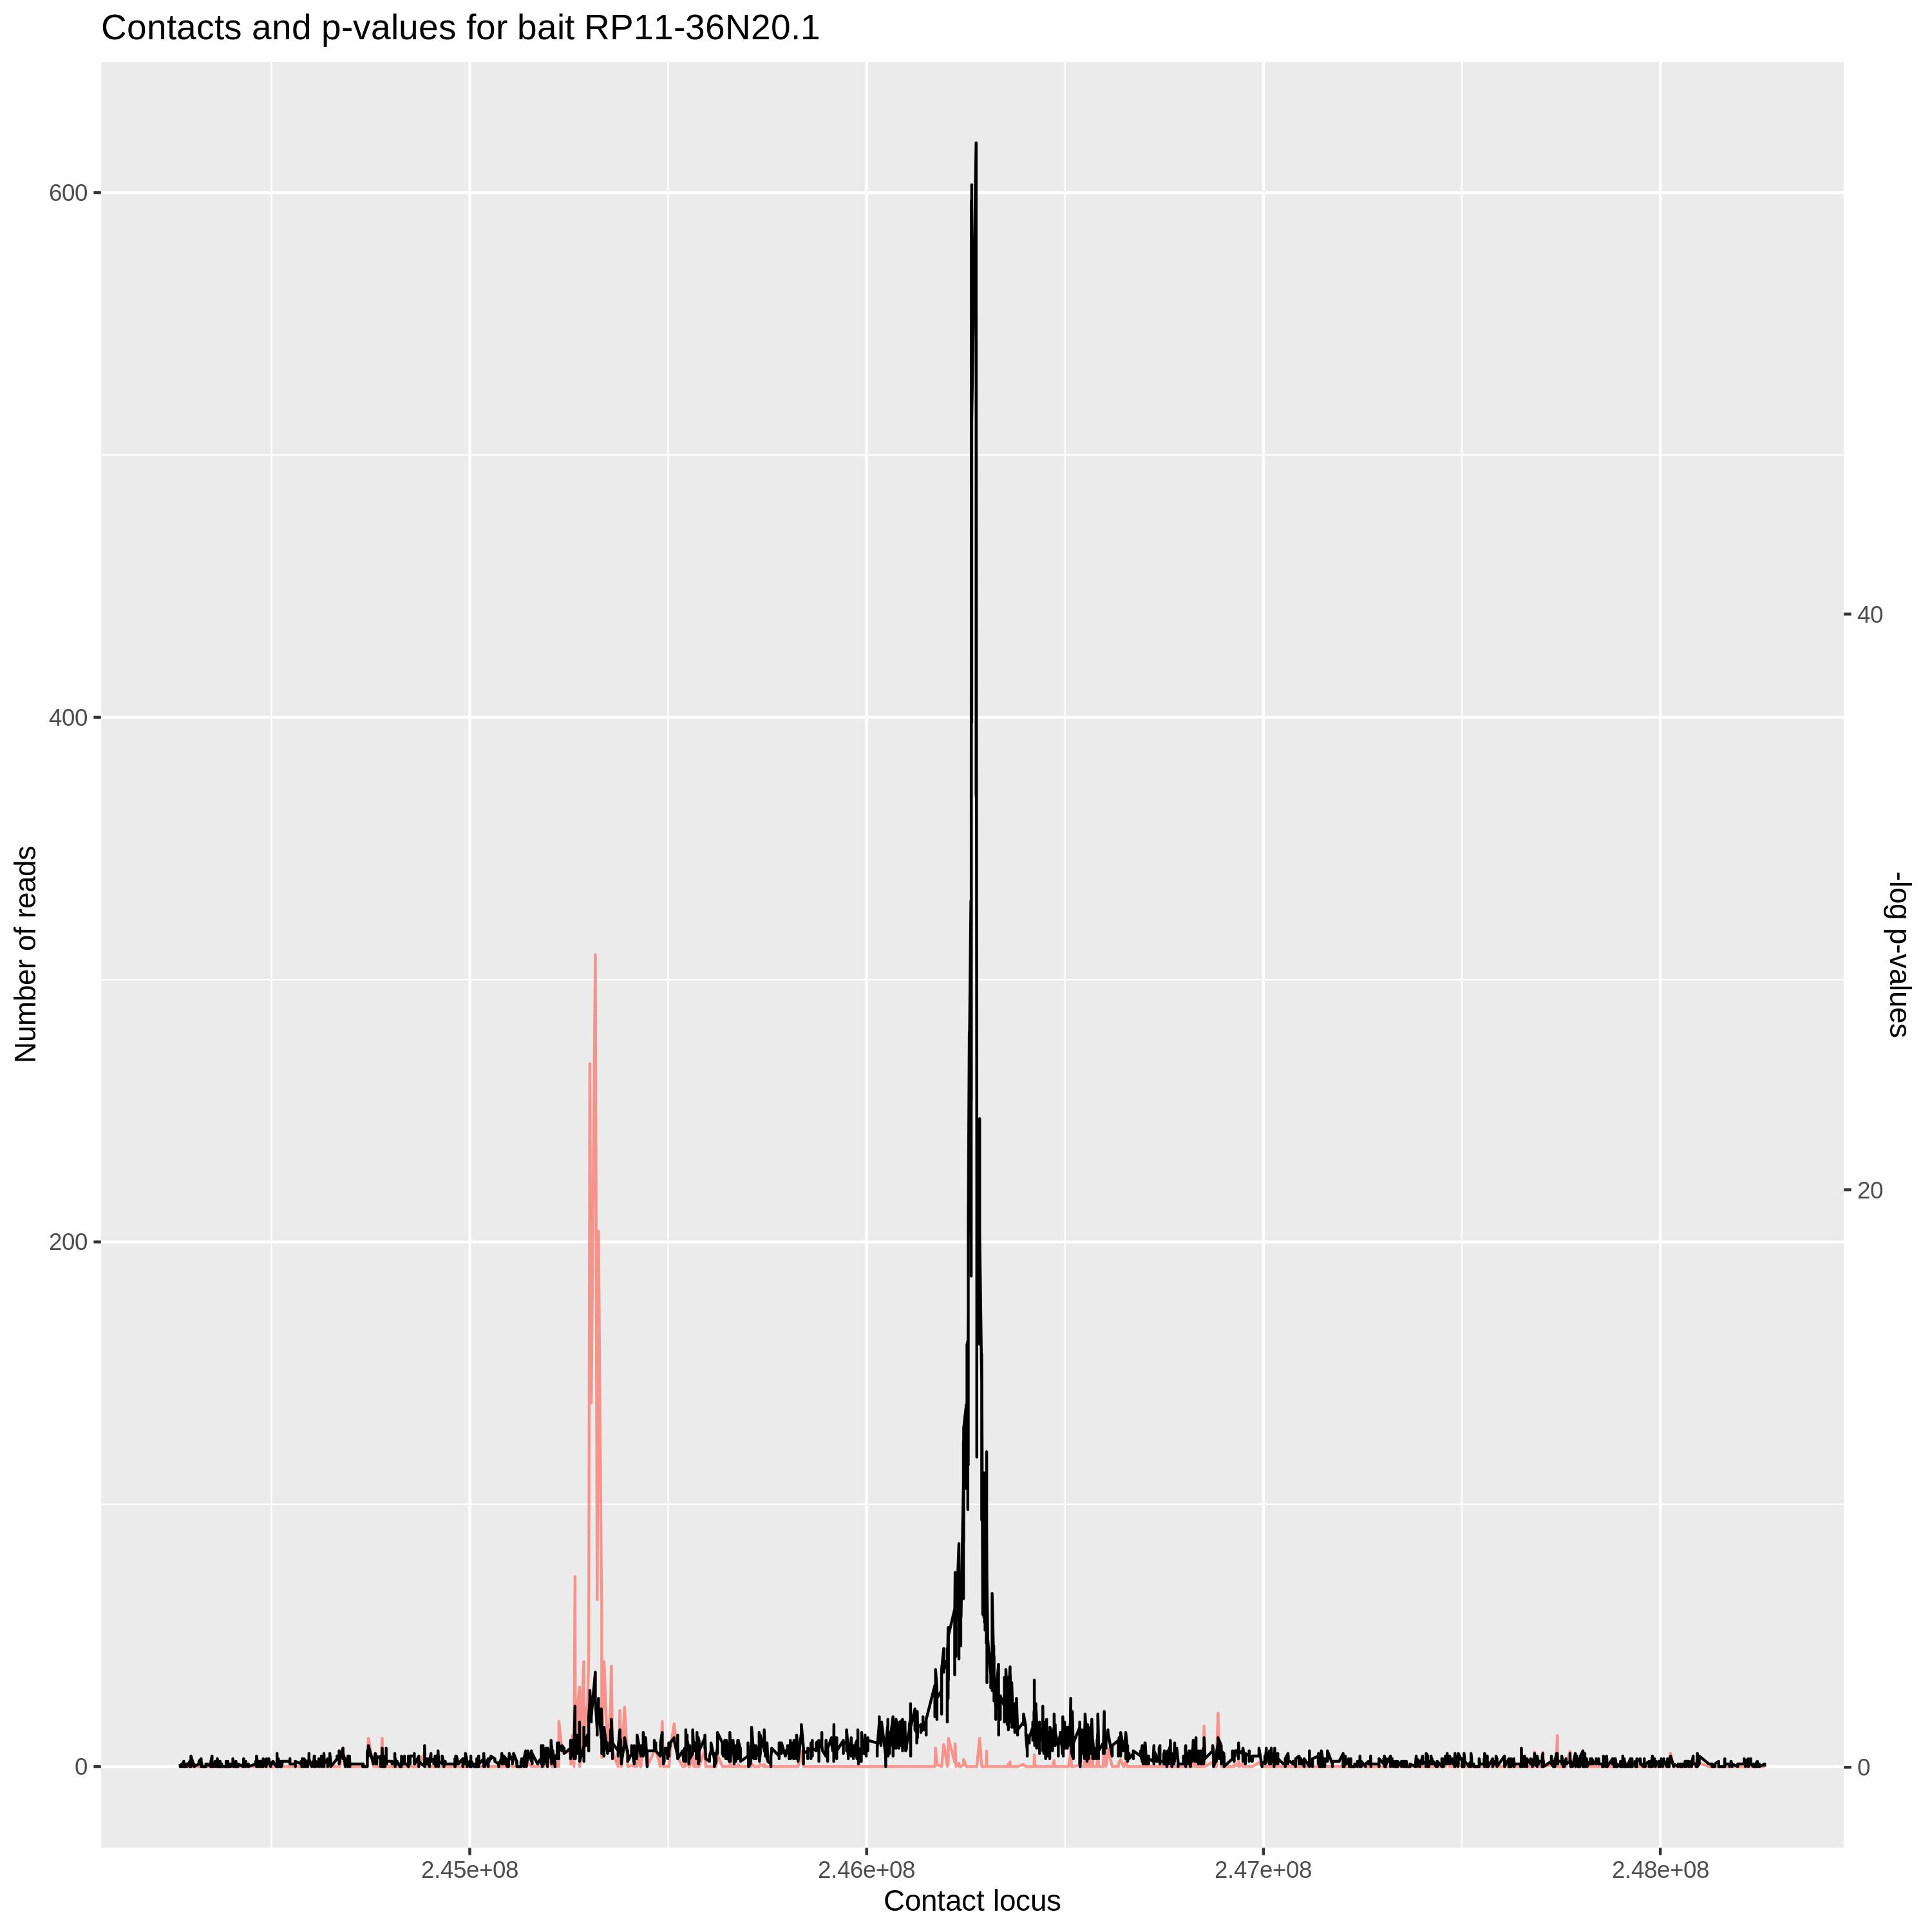 Contacts and p-values for bait RP11-36N20.1
600
400
200
0
Number of reads
40
20
0
-log p-values
2.45e+08
2.46e+08
2.47e+08
2.48e+08
Contact locus